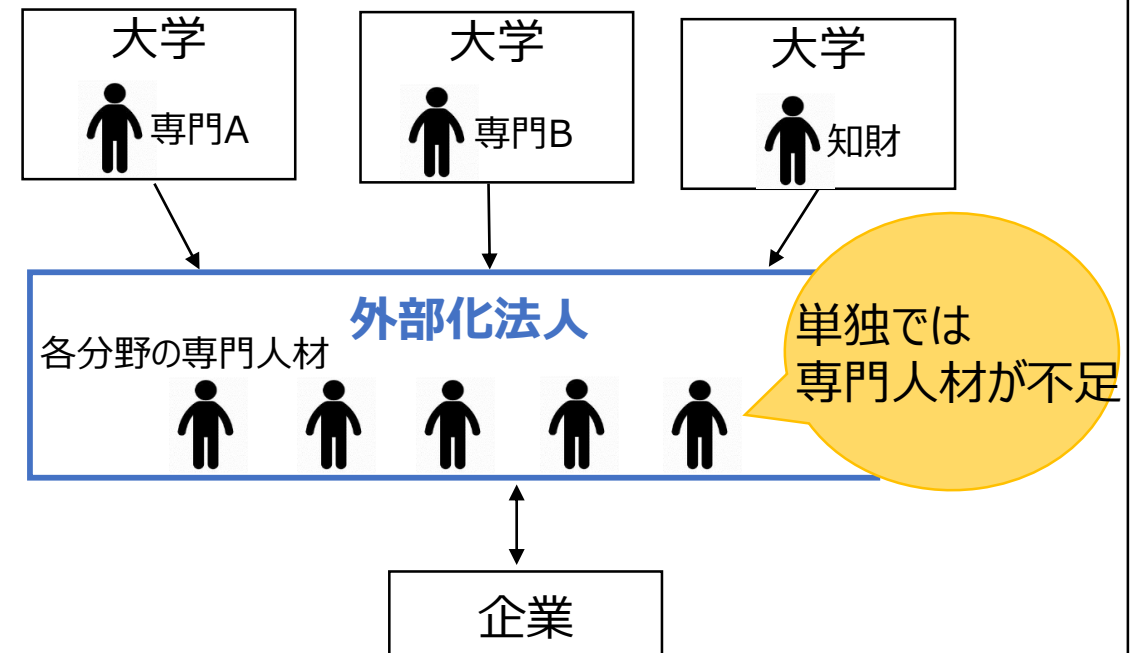 大学
専門A
大学
専門B
大学
知財
外部化法人
各分野の専門人材
単独では
専門人材が不足
企業